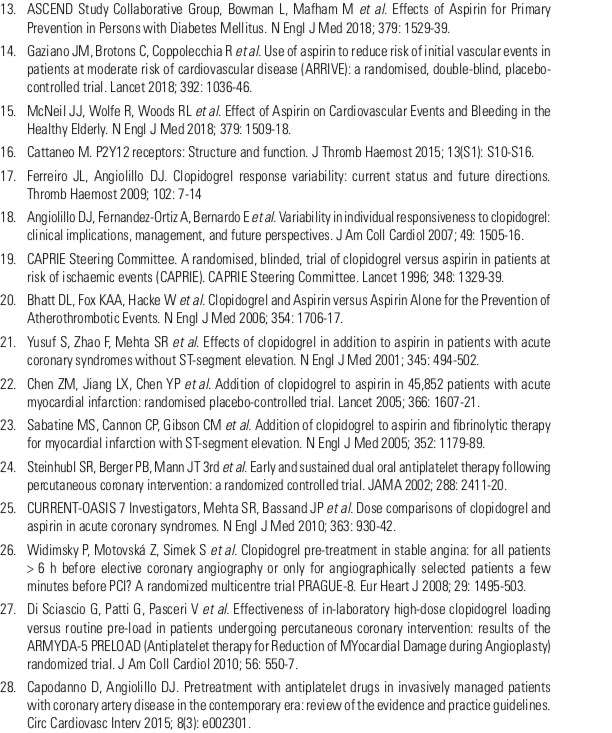 13. ASCEND Study Collaborative Group, Bowman L, Mafham M et al. Effects of Aspirin for Primary
Prevention in Persons with Diabetes Mellitus. N Engl J Med 2018; 379: 1529-39.
14. Gaziano JM, Brotons C, Coppolecchia R et al. Use of aspirin to reduce risk of initial vascular events in
patients at moderate risk of cardiovascular disease (ARRIVE): a randomised, double-blind, placebo-
controlled trial. Lancet 2018; 392: 1036-46.
15. McNeil JJ, Wolfe R, Woods RL et al. Effect of Aspirin on Cardiovascular Events and Bleeding in the
Healthy Elderly. N Engl J Med 2018; 379: 1509-18.
16. Cattaneo M. P2Y12 receptors: Structure and function. J Thromb Haemost 2015; 13(S1): S10-S16.
17. Ferreiro JL, Angiolillo DJ. Clopidogrel response variability: current status and future directions.
Thromb Haemost 2009; 102: 7-14
18. Angiolillo DJ, Fernandez-Ortiz A, Bernardo E et al. Variability in individual responsiveness to clopidogrel:
clinical implications, management, and future perspectives. J Am Coll Cardiol 2007; 49: 1505-16.
19. CAPRIE Steering Committee. A randomised, blinded, trial of clopidogrel versus aspirin in patients at
risk of ischaemic events (CAPRIE). CAPRIE Steering Committee. Lancet 1996; 348: 1329-39.
20. Bhatt DL, Fox KAA, Hacke W et al. Clopidogrel and Aspirin versus Aspirin Alone for the Prevention of
Atherothrombotic Events. N Engl J Med 2006; 354: 1706-17.
21. Yusuf S, Zhao F, Mehta SR et al. Effects of clopidogrel in addition to aspirin in patients with acute
coronary syndromes without ST-segment elevation. N Engl J Med 2001; 345: 494-502.
22. Chen ZM, Jiang LX, Chen YP et al. Addition of clopidogrel to aspirin in 45,852 patients with acute
myocardial infarction: randomised placebo-controlled trial. Lancet 2005; 366: 1607-21.
23. Sabatine MS, Cannon CP, Gibson CM et al. Addition of clopidogrel to aspirin and fibrinolytic therapy
for myocardial infarction with ST-segment elevation. N Engl J Med 2005; 352: 1179-89.
24. Steinhubl SR, Berger PB, Mann JT 3rd et al. Early and sustained dual oral antiplatelet therapy following
percutaneous coronary intervention: a randomized controlled trial. JAMA 2002; 288: 2411-20.
25. CURRENT-OASIS 7 Investigators, Mehta SR, Bassand JP et al. Dose comparisons of clopidogrel and
aspirin in acute coronary syndromes. N Engl J Med 2010; 363: 930-42.
26. Widimsky P, Motovská Z, Simek S et al. Clopidogrel pre-treatment in stable angina: for all patients
> 6 h before elective coronary angiography or only for angiographically selected patients a few
minutes before PCI? A randomized multicentre trial PRAGUE-8. Eur Heart J 2008; 29: 1495-503.
27. Di Sciascio G, Patti G, Pasceri V et al. Effectiveness of in-laboratory high-dose clopidogrel loading
versus routine pre-load in patients undergoing percutaneous coronary intervention: results of the
ARMYDA-5 PRELOAD (Antiplatelet therapy for Reduction of MYocardial Damage during Angioplasty)
randomized trial. J Am Coll Cardiol 2010; 56: 550-7.
28. Capodanno D, Angiolillo DJ. Pretreatment with antiplatelet drugs in invasively managed patients
with coronary artery disease in the contemporary era: review of the evidence and practice guidelines.
Circ Cardiovasc Interv 2015; 8(3): e002301.